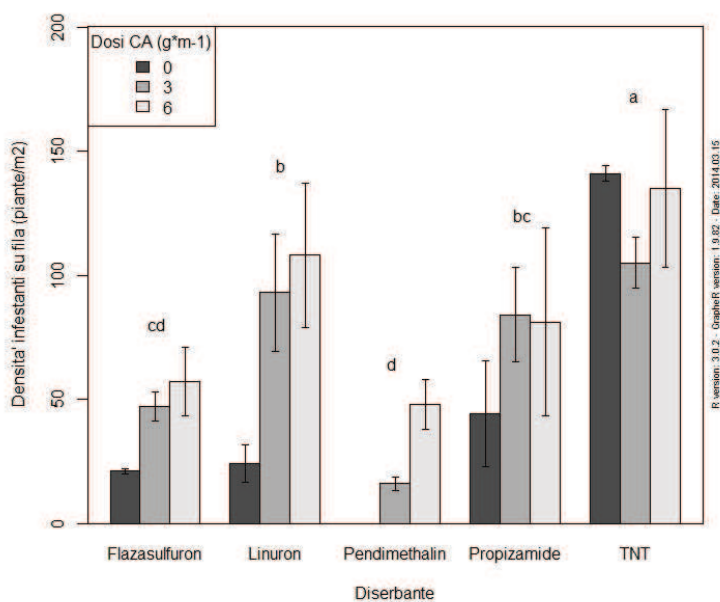 200
150
100
50
0
Densita' infestanti su fila (piante/m2)
Dosi CA (g*m-1)
0
3
6
cd
b
d
bc
a
Flazasulfuron
Linuron
Pendimethalin
Propizamide
TNT
Diserbante
R version: 3.0.2 - GrapheR version: 1.9.82 - Date: 2014.03.15